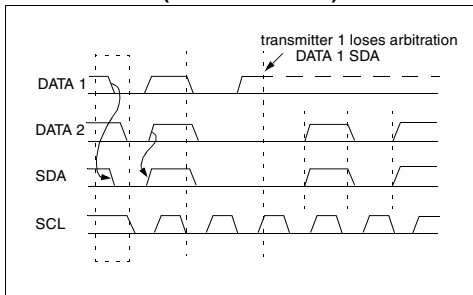 transmitter 1 loses arbitration
DATA 1 SDA
DATA 1
DATA 2
SDA
SCL